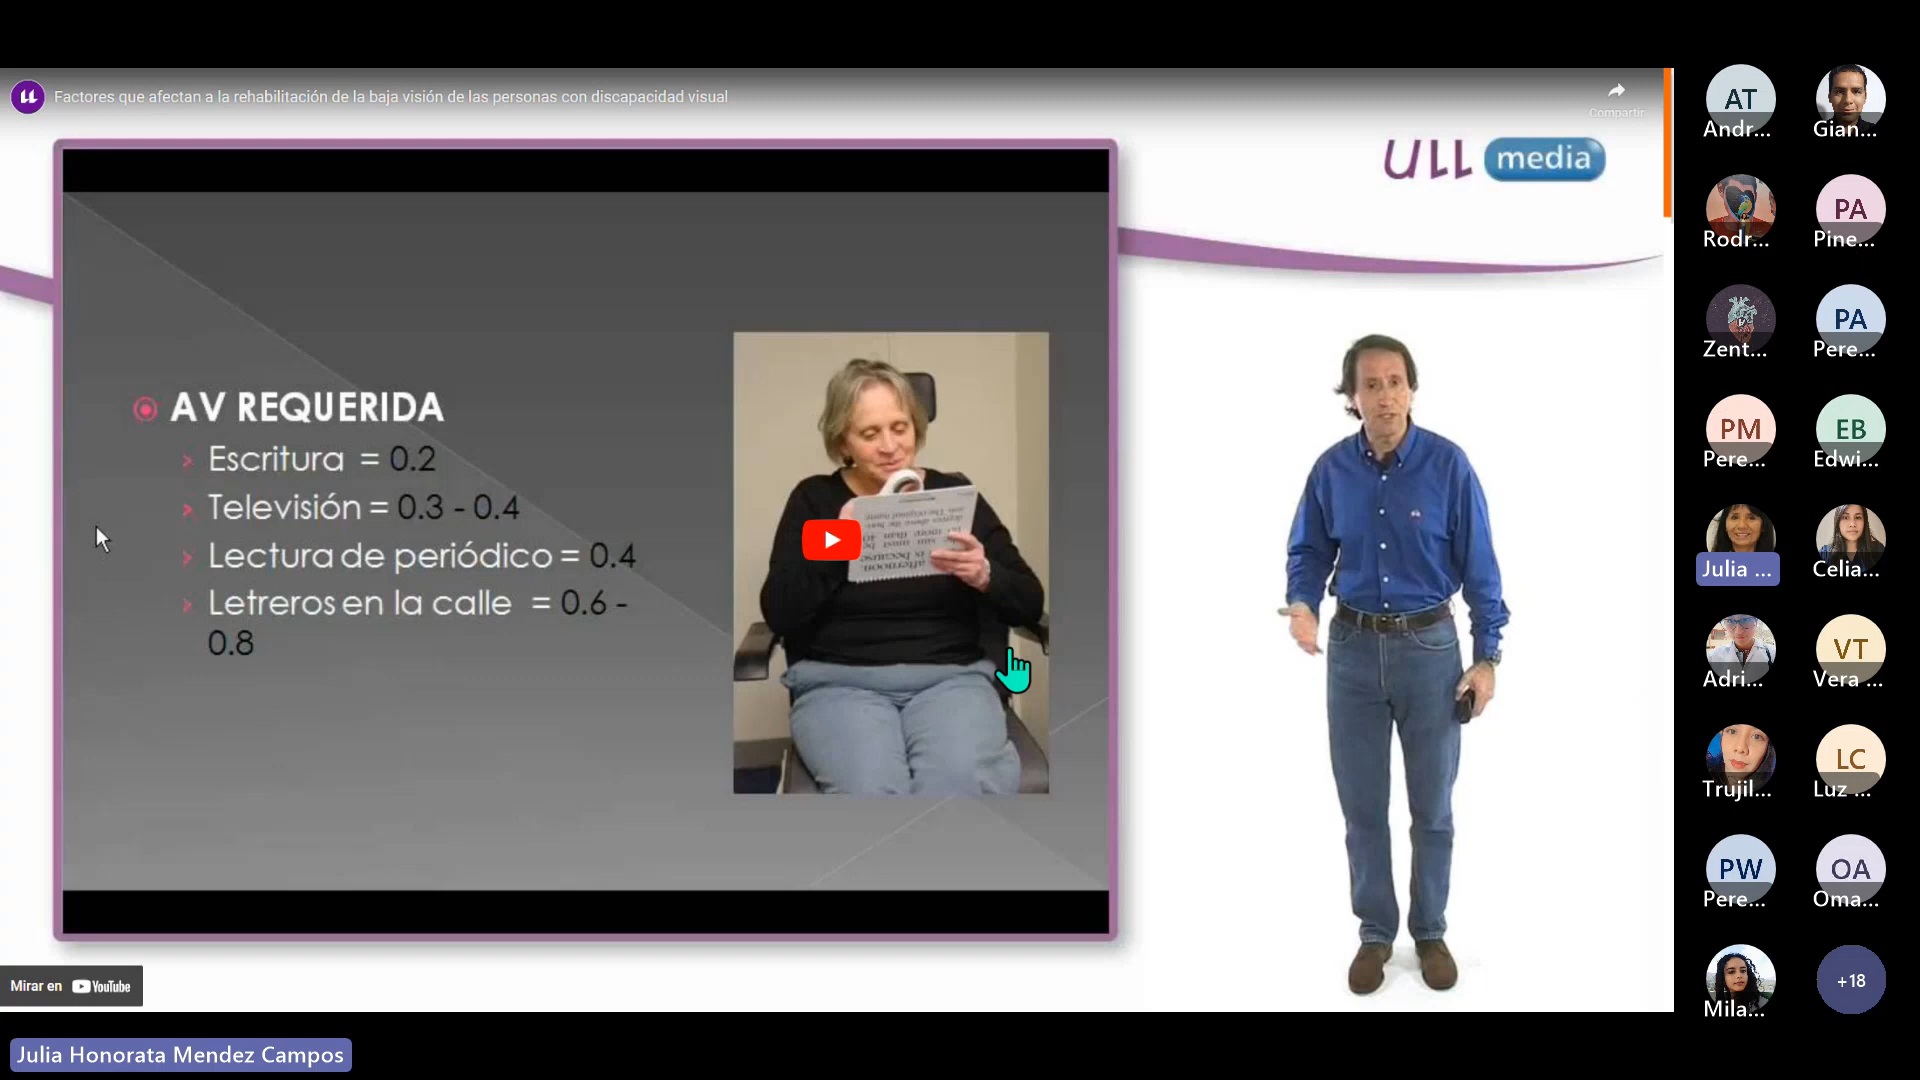 Factores que afectan a la rehabilitación de la baja visión de las personas con discapacidad visual
Compartir
ULL media
AV REQUERIDA
Escritura = 0.2
Televisión = 0.3 - 0.4
Lectura de periódico = 0.4
Letreros en la calle = 0.6 -
0.8
Mirar en YouTube
Julia Honorata Mendez Campos
AT
Andr...
Gian...
Rodr...
PA
Pine...
Zent...
PA
Pere...
PM
Pere...
EB
Edwi...
Julia ...
Celia...
Adri...
VT
Vera ...
Trujil...
LC
Luz ...
PW
Pere...
OA
Oma...
Mila...
+18